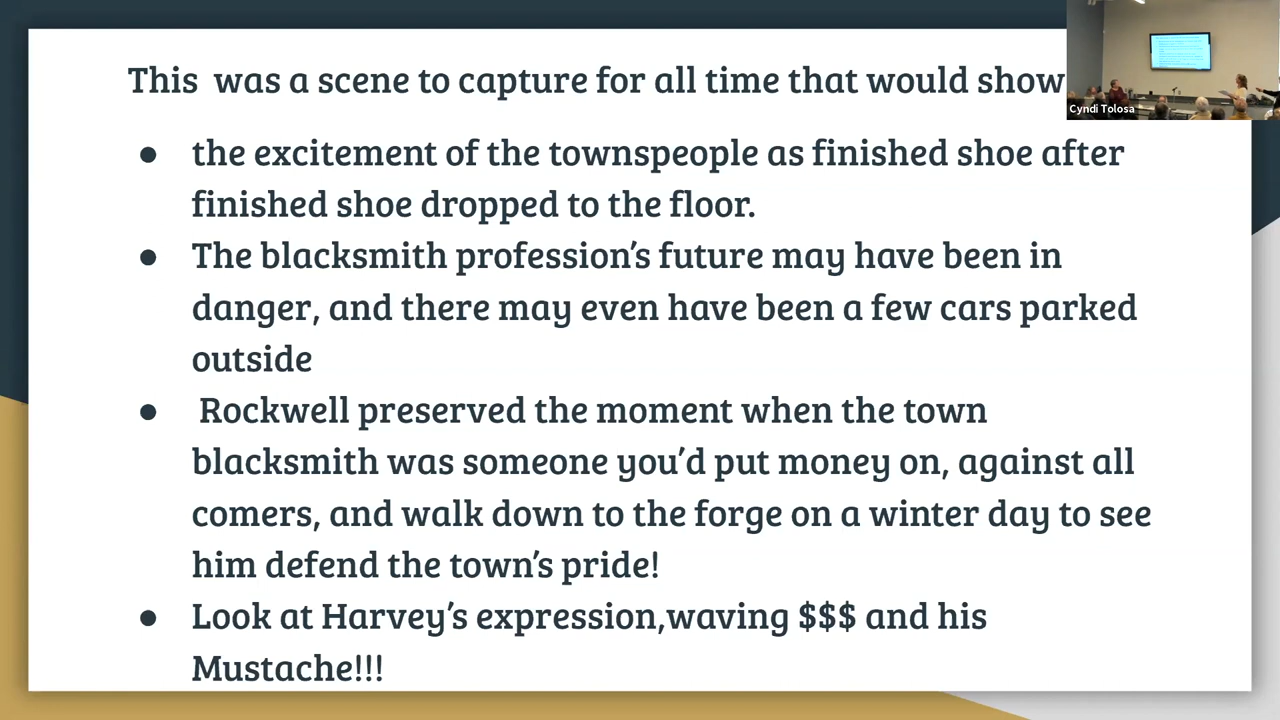 This was a scene to capture for all time that would show
● the excitement of the townspeople as finished shoe after
finished shoe dropped to the floor.
● The blacksmith profession's future may have been in
danger, and there may even have been a few cars parked
outside
● Rockwell preserved the moment when the town
blacksmith was someone you'd put money on, against all
comers, and walk down to the forge on a winter day to see
him defend the town's pride!
● Look at Harvey's expression,waving $$$ and his
Mustache!!!
Cyndi Tolosa